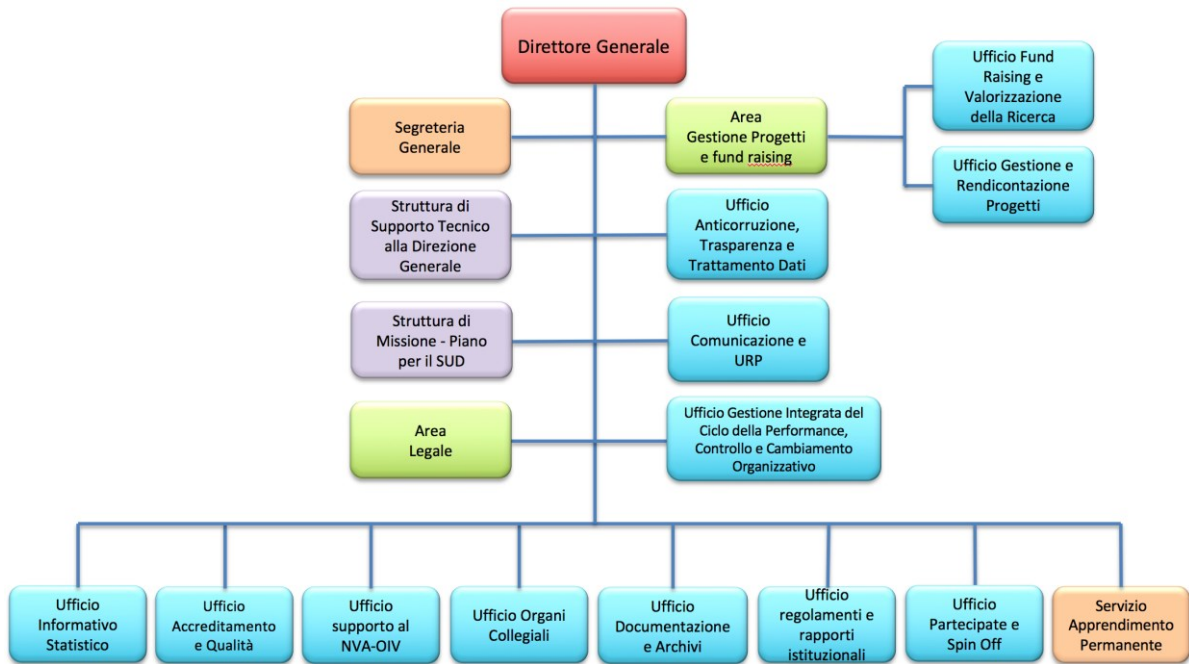 Direttore Generale
Segreteria
Generale
Area
Gestione Progetti
e fund raising
Ufficio Fund
Raising e
Valorizzazione
della Ricerca
Ufficio Gestione e
Rendicontazione
Progetti
Struttura di
Supporto Tecnico
alla Direzione
Generale
Ufficio
Anticorruzione,
Trasparenza e
Trattamento Dati
Struttura di
Missione - Piano
per il SUD
Ufficio
Comunicazione e
URP
Area
Legale
Ufficio Gestione Integrata del
Ciclo della Performance,
Controllo e Cambiamento
Organizzativo
Ufficio
Informativo
Statistico
Ufficio
Accreditamento
e Qualità
Ufficio
supporto al
NVA-OIV
Ufficio Organi
Collegiali
Ufficio
Documentazione
e Archivi
Ufficio
regolamenti e
rapporti
istituzionali
Ufficio
Partecipate e
Spin Off
Servizio
Apprendimento
Permanente